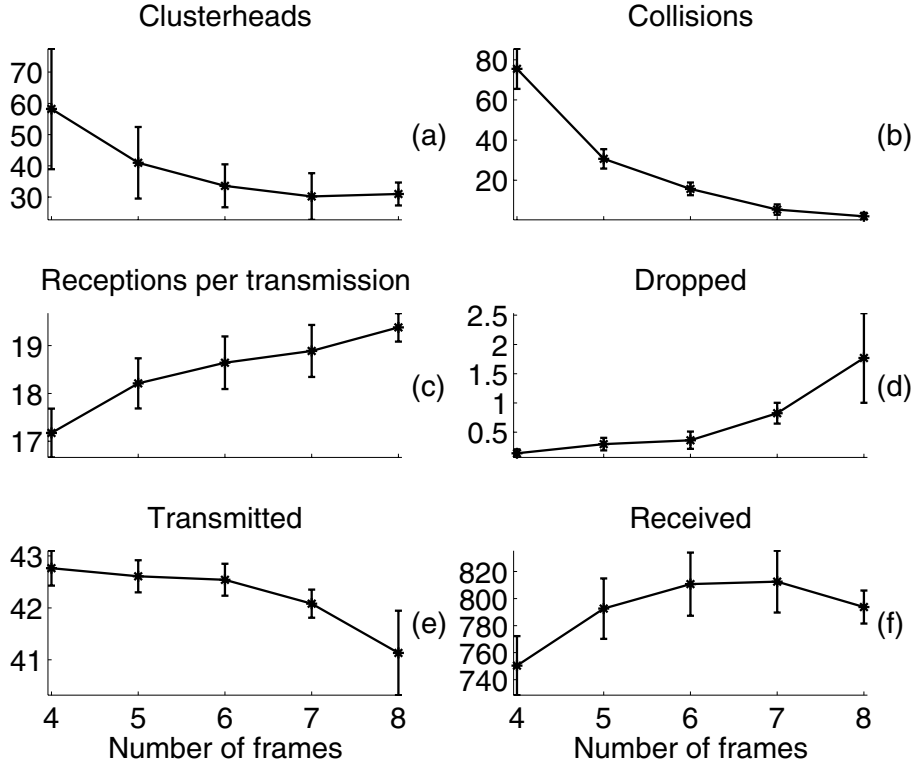 Clusterheads
70
60
50
40
30
(a)
Collisions
80
60
40
20
(b)
Receptions per transmission
19
18
17
(c)
Dropped
2.5
2
1.5
1
0.5
(d)
Transmitted
43
42
41
(e)
4 5 6 7 8
Number of frames
Received
820
800
780
760
740
(f)
4 5 6 7 8
Number of frames